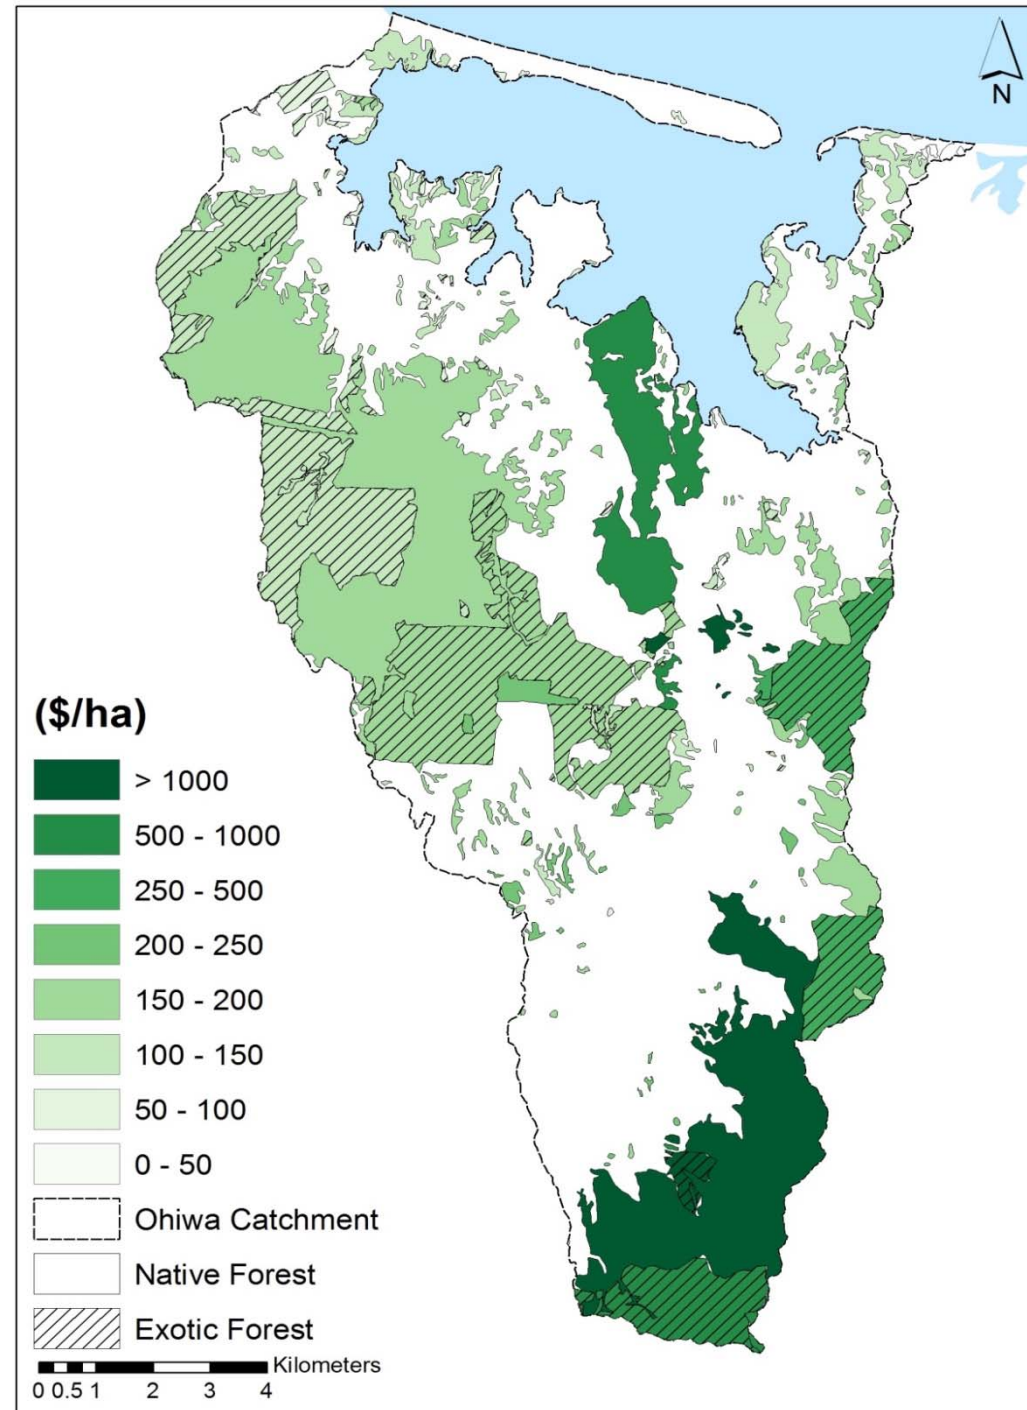 N
($/ha)
> 1000
500 - 1000
250 - 500
200 - 250
150 - 200
100 - 150
50 - 100
0 - 50
Ohiwa Catchment
Native Forest
Exotic Forest
Kilometers
0 0.5 1 2 3 4